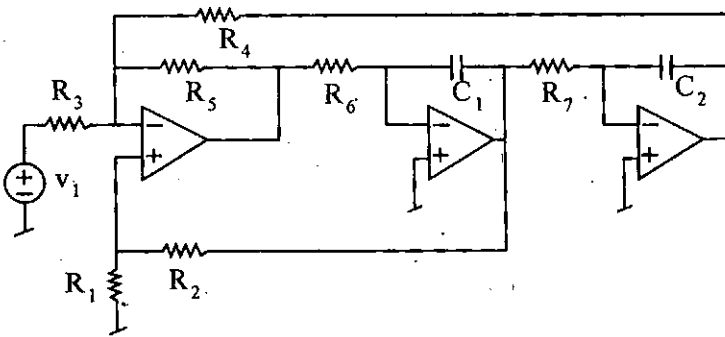 R4
R3
R5
R6
C1
R7
C2
− + − + − +
+ −
v1
R1
R2